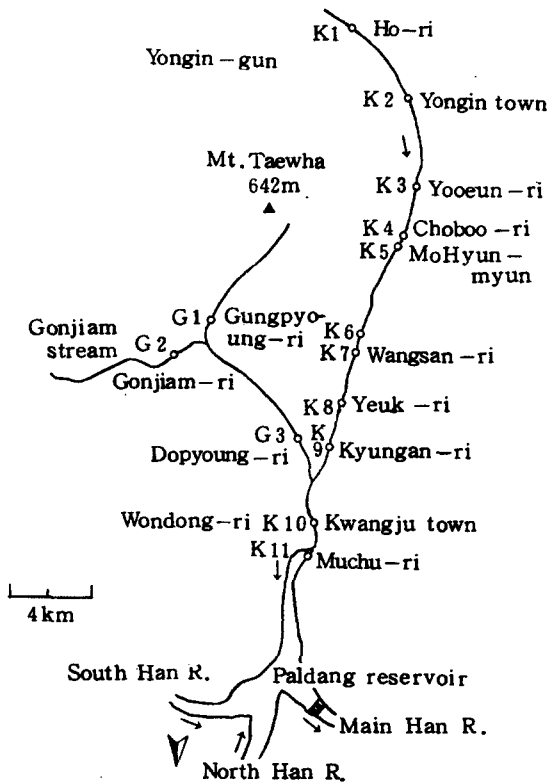 K1 Ho-ri
Yongin-gun
K2 Yongin town
Mt. Taewha
642m
K3 Yooeun-ri
K4 Choboo-ri
K5 MoHyun-
myun
G1 Gungpyo-
ung-ri
Gonjiam
stream
G2
Gonjiam-ri
K6
K7 Wangsan-ri
K8 Yeuk-ri
G3
Dopyoung-ri
K
9 Kyungan-ri
Wondong-ri K10 Kwangju town
K11 Muchu-ri
4km
South Han R.
Paldang reservoir
Main Han R.
North Han R.